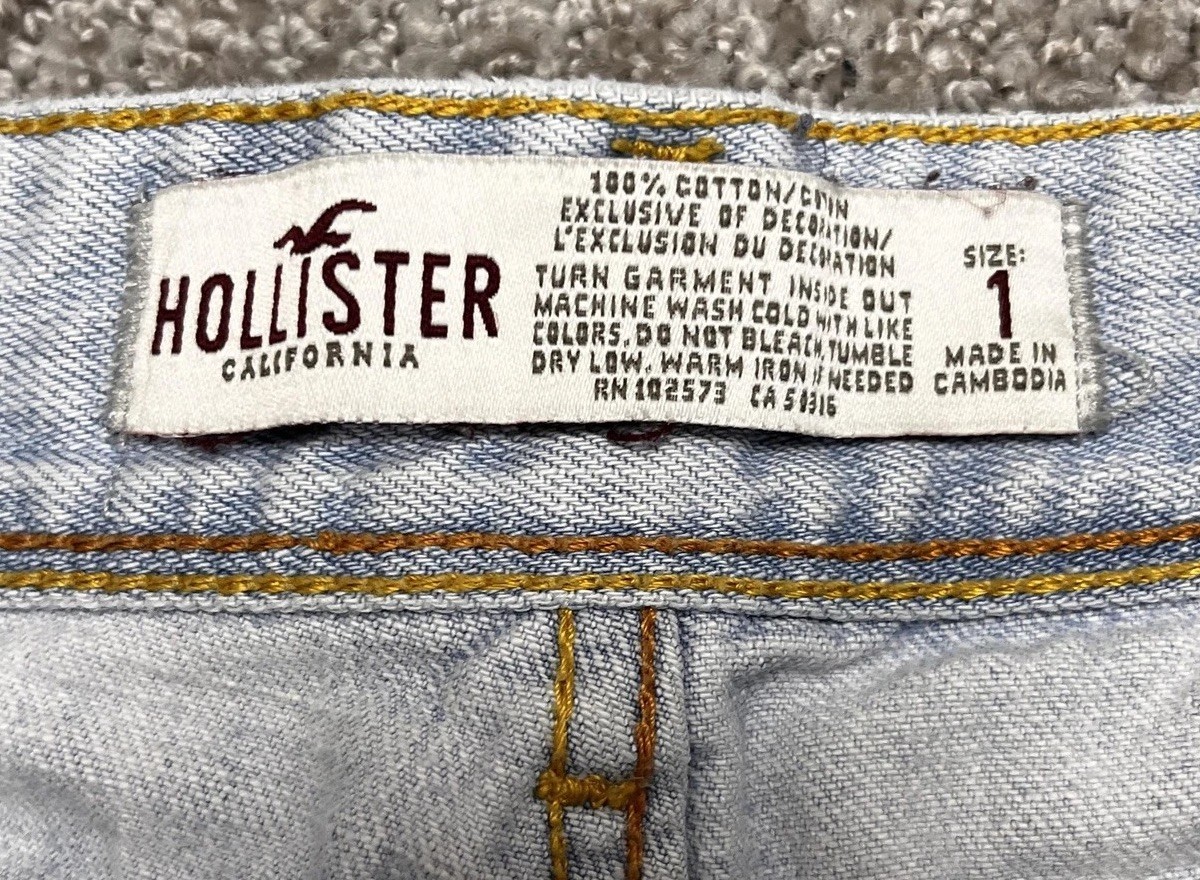 HOLLISTER
CALIFORNIA
100% COTTON/COTON
EXCLUSIVE OF DECORATION/
L'EXCLUSION DU DECORATION
TURN GARMENT INSIDE OUT
MACHINE WASH COLD WITH LIKE
COLORS. DO NOT BLEACH. TUMBLE
DRY LOW. WARM IRON IF NEEDED
RN 102573 CA 50316
SIZE:
1
MADE IN
CAMBODIA